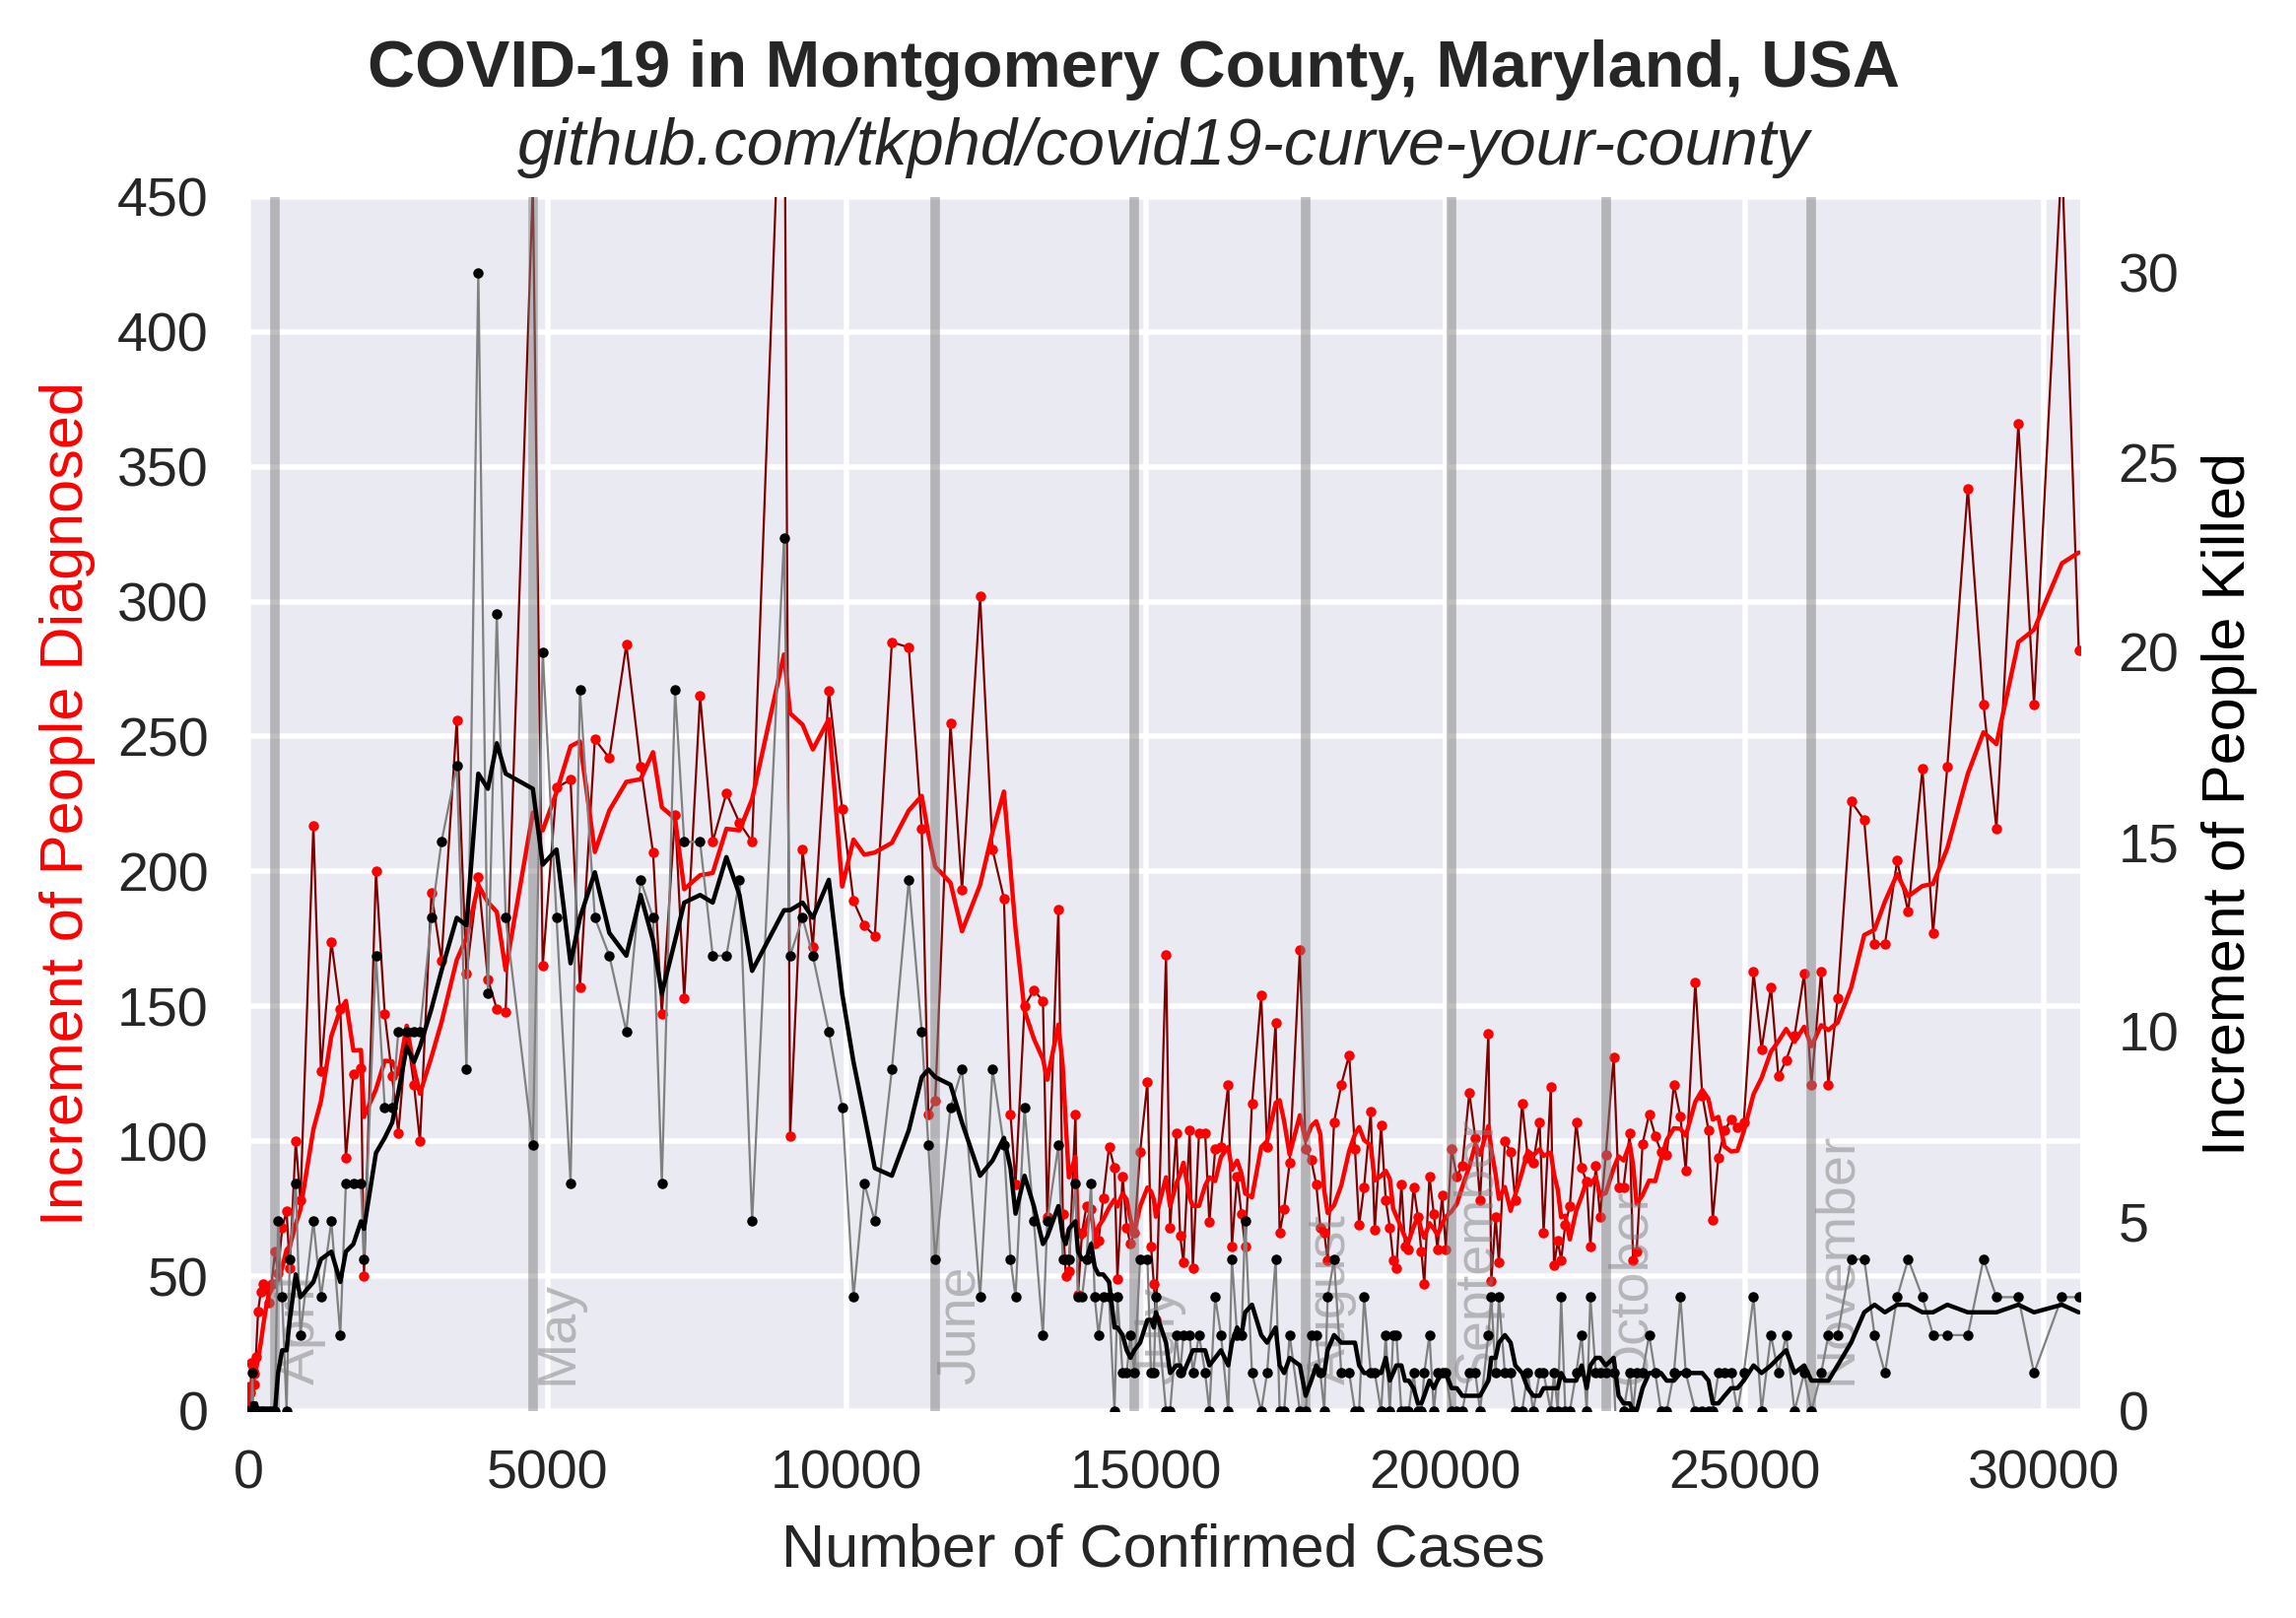 COVID-19 in Montgomery County, Maryland, USA
github.com/tkphd/covid19-curve-your-county
Increment of People Diagnosed
450
400
350
300
250
200
150
100
50
0
April
May
June
July
August
September
October
November
30
25
20
15
10
5
0
Increment of People Killed
0
5000
10000
15000
20000
25000
30000
Number of Confirmed Cases